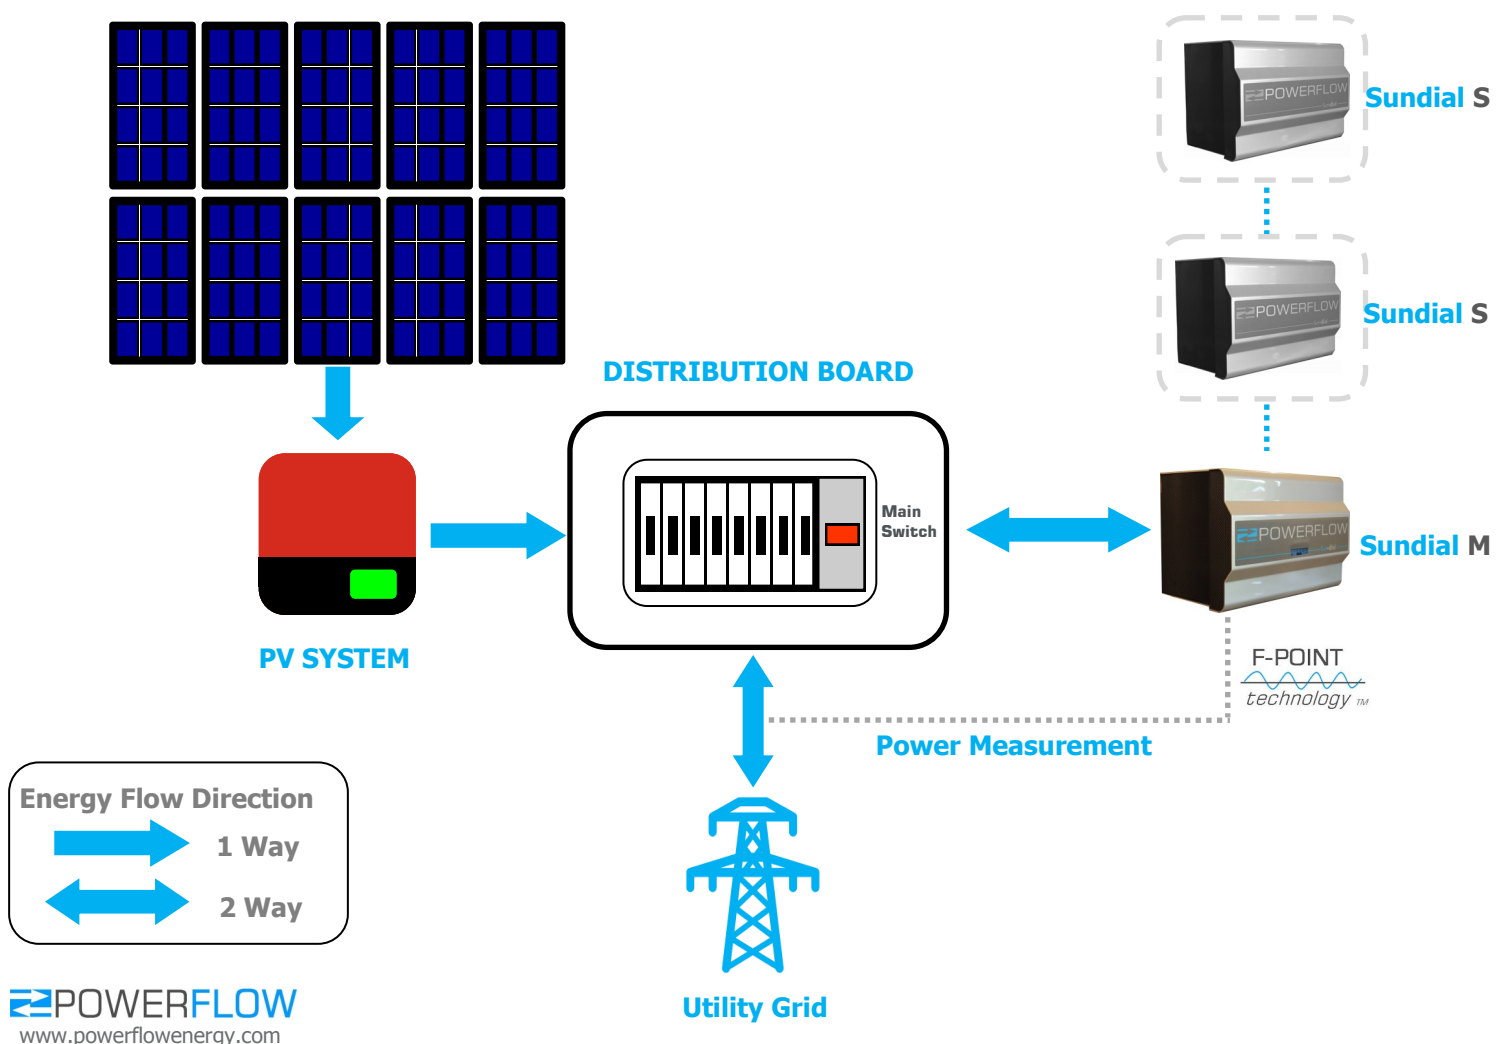 POWERFLOW
Sundial S
POWERFLOW
Sundial S
DISTRIBUTION BOARD
Main
Switch
POWERFLOW
Sundial M
PV SYSTEM
F-POINT
technology TM
Power Measurement
Energy Flow Direction
1 Way
2 Way
POWERFLOW
www.powerflowenergy.com
Utility Grid